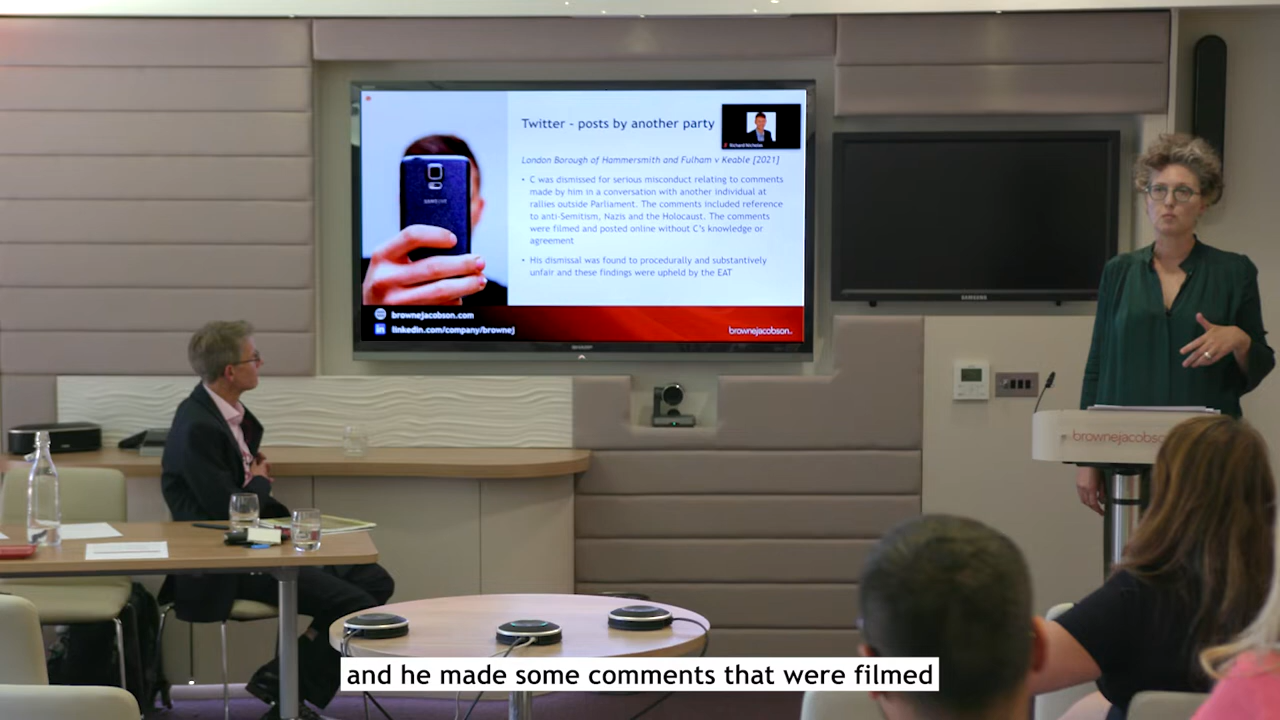 Twitter - posts by another party
Richard Nicholas
London Borough of Hammersmith and Fulham v Keable [2021]
• C was dismissed for serious misconduct relating to comments
made by him in a conversation with another individual at
rallies outside Parliament. The comments included reference
to anti-Semitism, Nazis and the Holocaust. The comments
were filmed and posted online without C's knowledge or
agreement
• His dismissal was found to procedurally and substantively
unfair and these findings were upheld by the EAT
SAMSUNG
brownejacobson.com
linkedin.com/company/brownej
brownejacobson
SHARP
SAMSUNG
brownejacobso
and he made some comments that were filmed